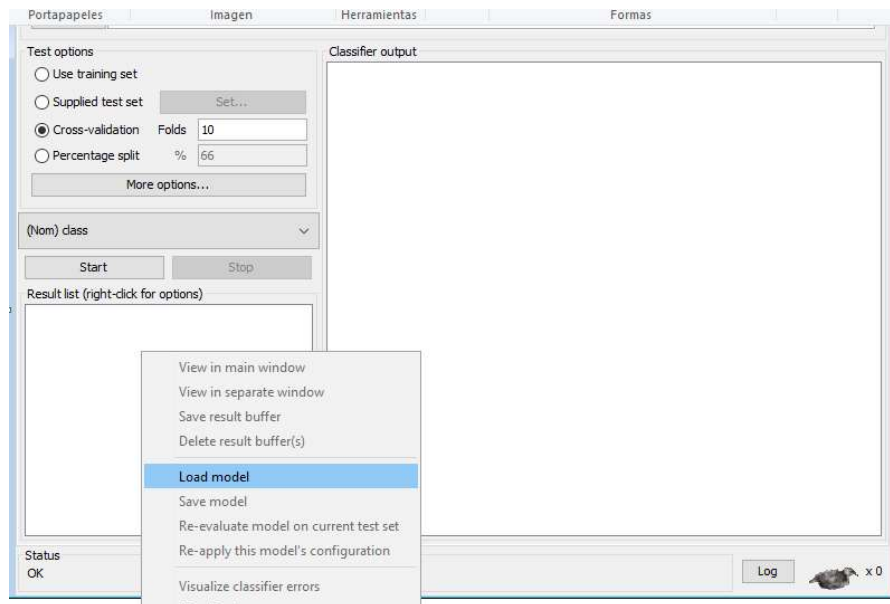 Portapapeles Imagen Herramientas Formas
Test options
Use training set
Supplied test set Set...
Cross-validation Folds 10
Percentage split % 66
More options...
(Nom) class
Start Stop
Result list (right-click for options)
Classifier output
View in main window
View in separate window
Save result buffer
Delete result buffer(s)
Load model
Save model
Re-evaluate model on current test set
Re-apply this model's configuration
Visualize classifier errors
Status
OK
Log x 0